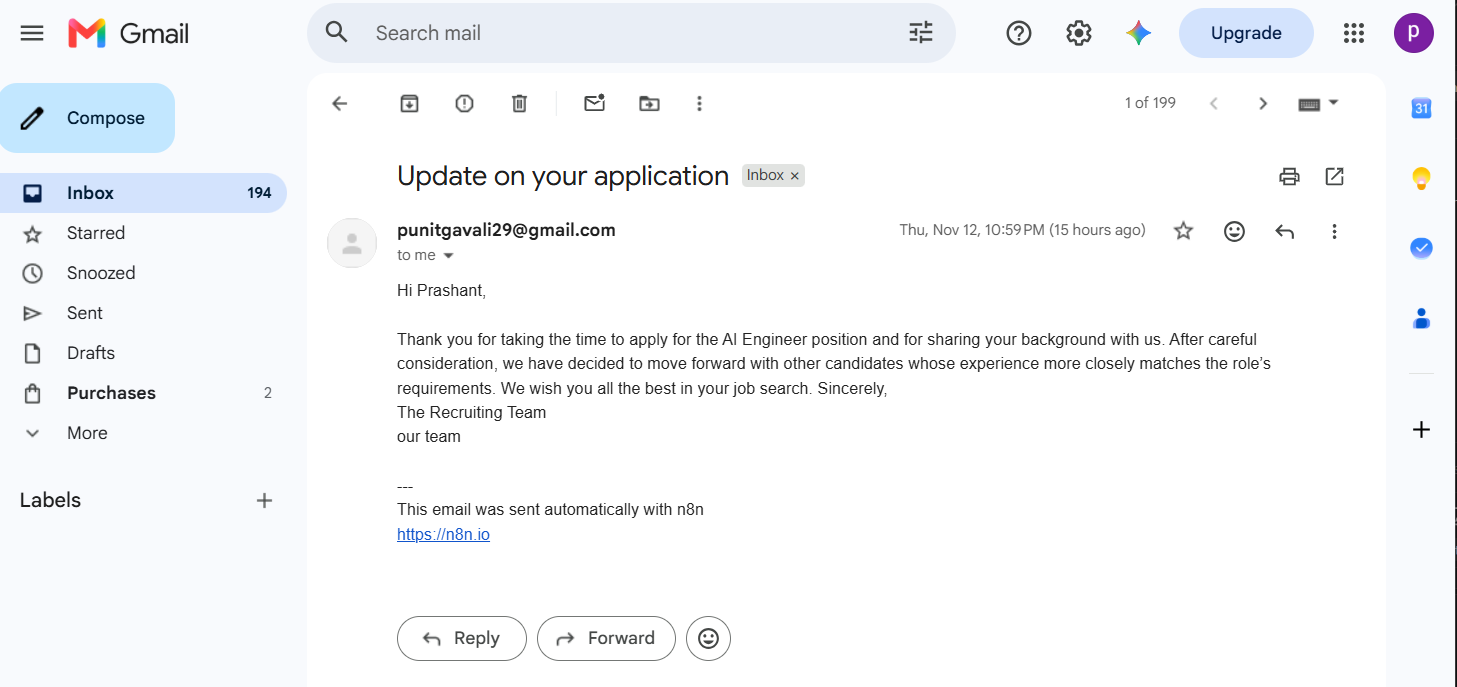 Gmail
Search mail
Upgrade
p
Compose
1 of 199
31
Inbox 194
Starred
Snoozed
Sent
Drafts
Purchases 2
More
Labels
Update on your application Inbox ×
punitgavali29@gmail.com Thu, Nov 12, 10:59 PM (15 hours ago)
to me
Hi Prashant,
Thank you for taking the time to apply for the AI Engineer position and for sharing your background with us. After careful
consideration, we have decided to move forward with other candidates whose experience more closely matches the role’s
requirements. We wish you all the best in your job search. Sincerely,
The Recruiting Team
our team
---
This email was sent automatically with n8n
https://n8n.io
Reply Forward